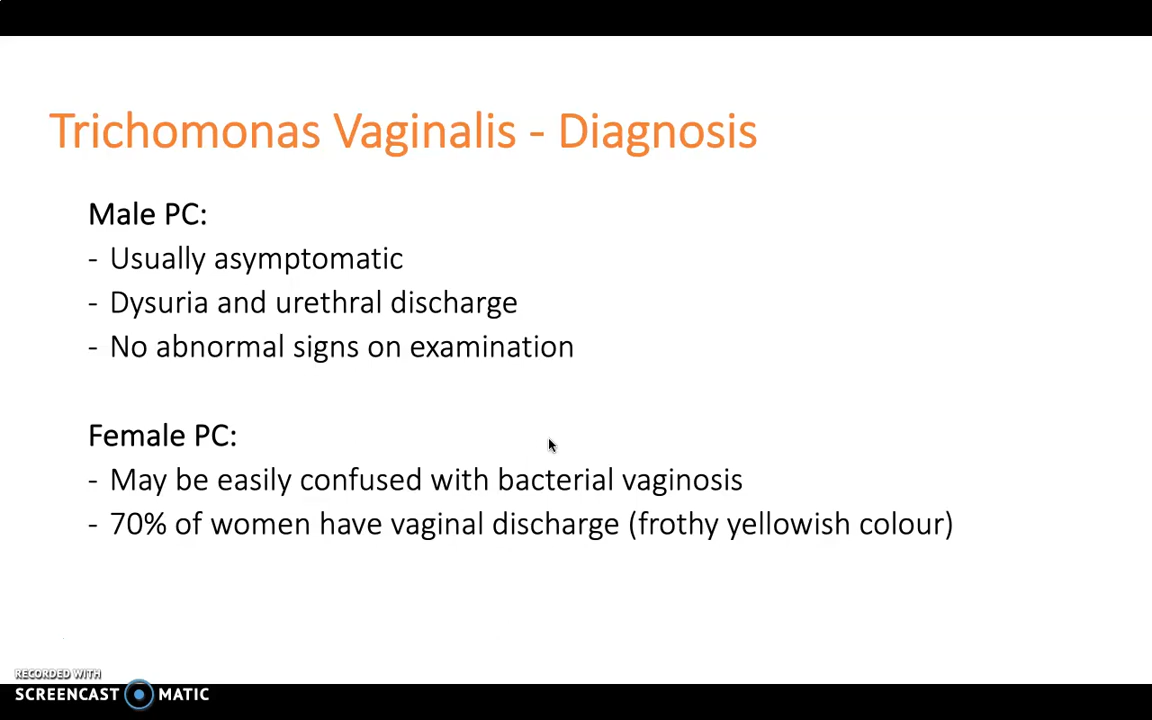 Trichomonas Vaginalis - Diagnosis
Male PC:
- Usually asymptomatic
- Dysuria and urethral discharge
- No abnormal signs on examination
Female PC:
- May be easily confused with bacterial vaginosis
- 70% of women have vaginal discharge (frothy yellowish colour)
RECORDED WITH
SCREENCAST MATIC